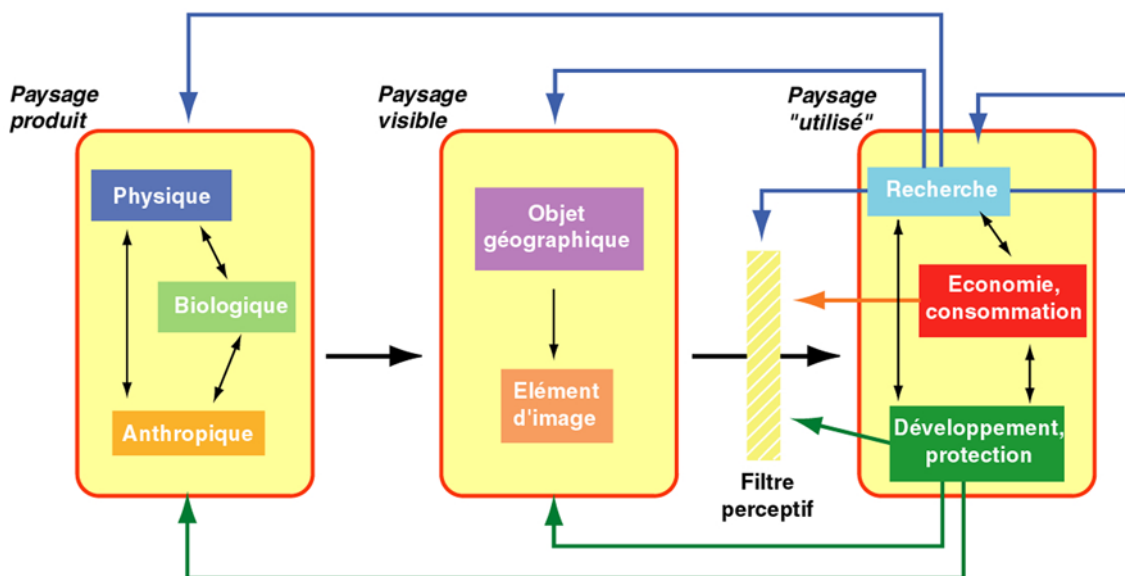 Paysage
produit
Physique
Biologique
Anthropique
Paysage
visible
Objet
géographique
Elément
d'image
Filtre
perceptif
Paysage
"utilisé"
Recherche
Economie,
consommation
Développement,
protection